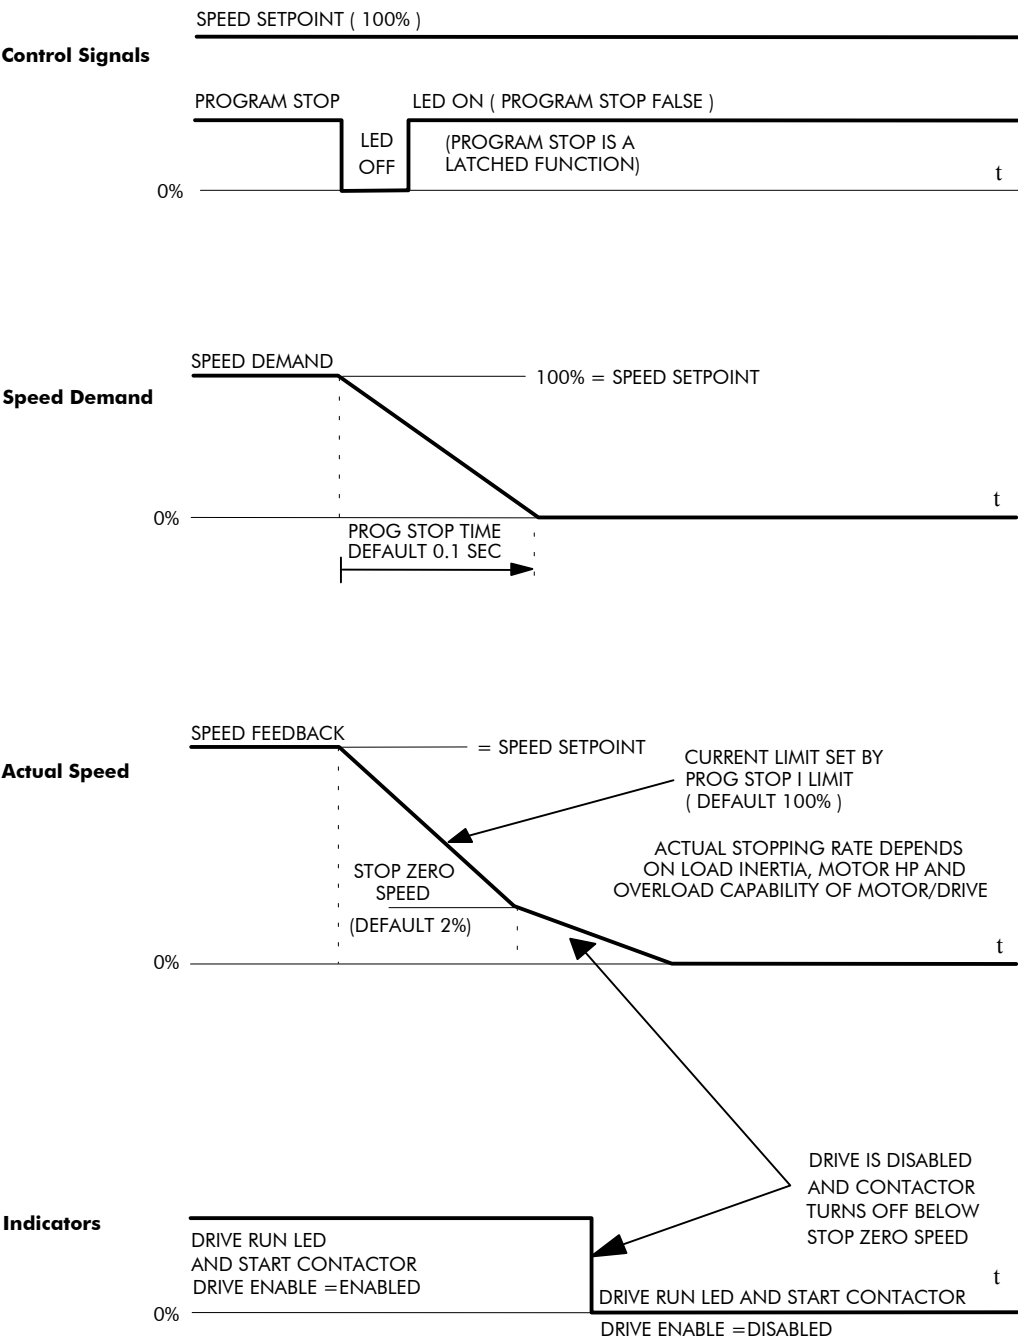 SPEED SETPOINT ( 100% )
Control Signals
PROGRAM STOP
LED ON ( PROGRAM STOP FALSE )
LED
OFF
(PROGRAM STOP IS A
LATCHED FUNCTION)
t
0%
SPEED DEMAND
100% = SPEED SETPOINT
Speed Demand
t
0%
PROG STOP TIME
DEFAULT 0.1 SEC
SPEED FEEDBACK
= SPEED SETPOINT
Actual Speed
CURRENT LIMIT SET BY
PROG STOP I LIMIT
( DEFAULT 100% )
ACTUAL STOPPING RATE DEPENDS
ON LOAD INERTIA, MOTOR HP AND
OVERLOAD CAPABILITY OF MOTOR/DRIVE
STOP ZERO
SPEED
(DEFAULT 2%)
t
0%
DRIVE IS DISABLED
AND CONTACTOR
TURNS OFF BELOW
STOP ZERO SPEED
Indicators
DRIVE RUN LED
AND START CONTACTOR
DRIVE ENABLE =ENABLED
t
DRIVE RUN LED AND START CONTACTOR
0%
DRIVE ENABLE =DISABLED